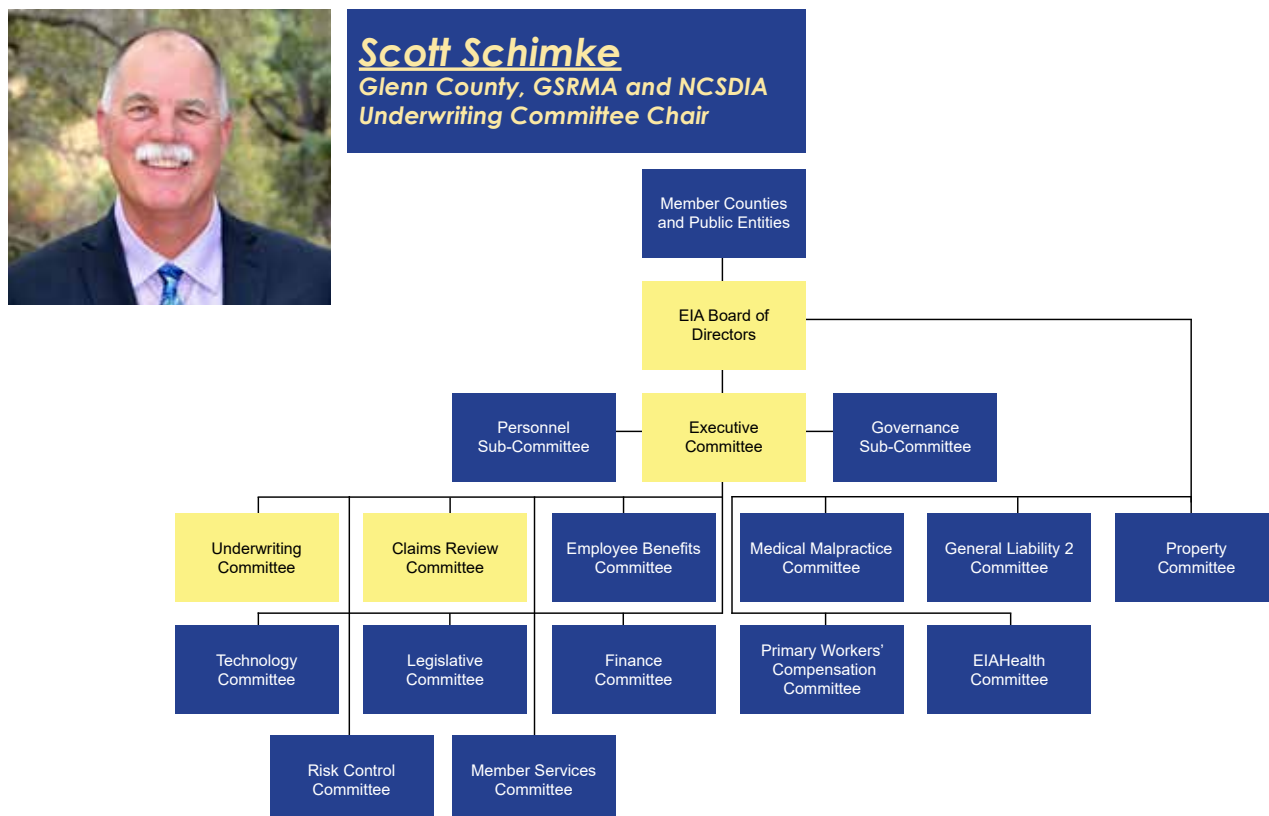 Scott Schimke
Glenn County, GSRMA and NCSDIA
Underwriting Committee Chair
Member Counties
and Public Entities
EIA Board of
Directors
Personnel
Sub-Committee
Executive
Committee
Governance
Sub-Committee
Underwriting
Committee
Claims Review
Committee
Employee Benefits
Committee
Medical Malpractice
Committee
General Liability 2
Committee
Property
Committee
Technology
Committee
Legislative
Committee
Finance
Committee
Primary Workers’
Compensation
Committee
EIAHealth
Committee
Risk Control
Committee
Member Services
Committee